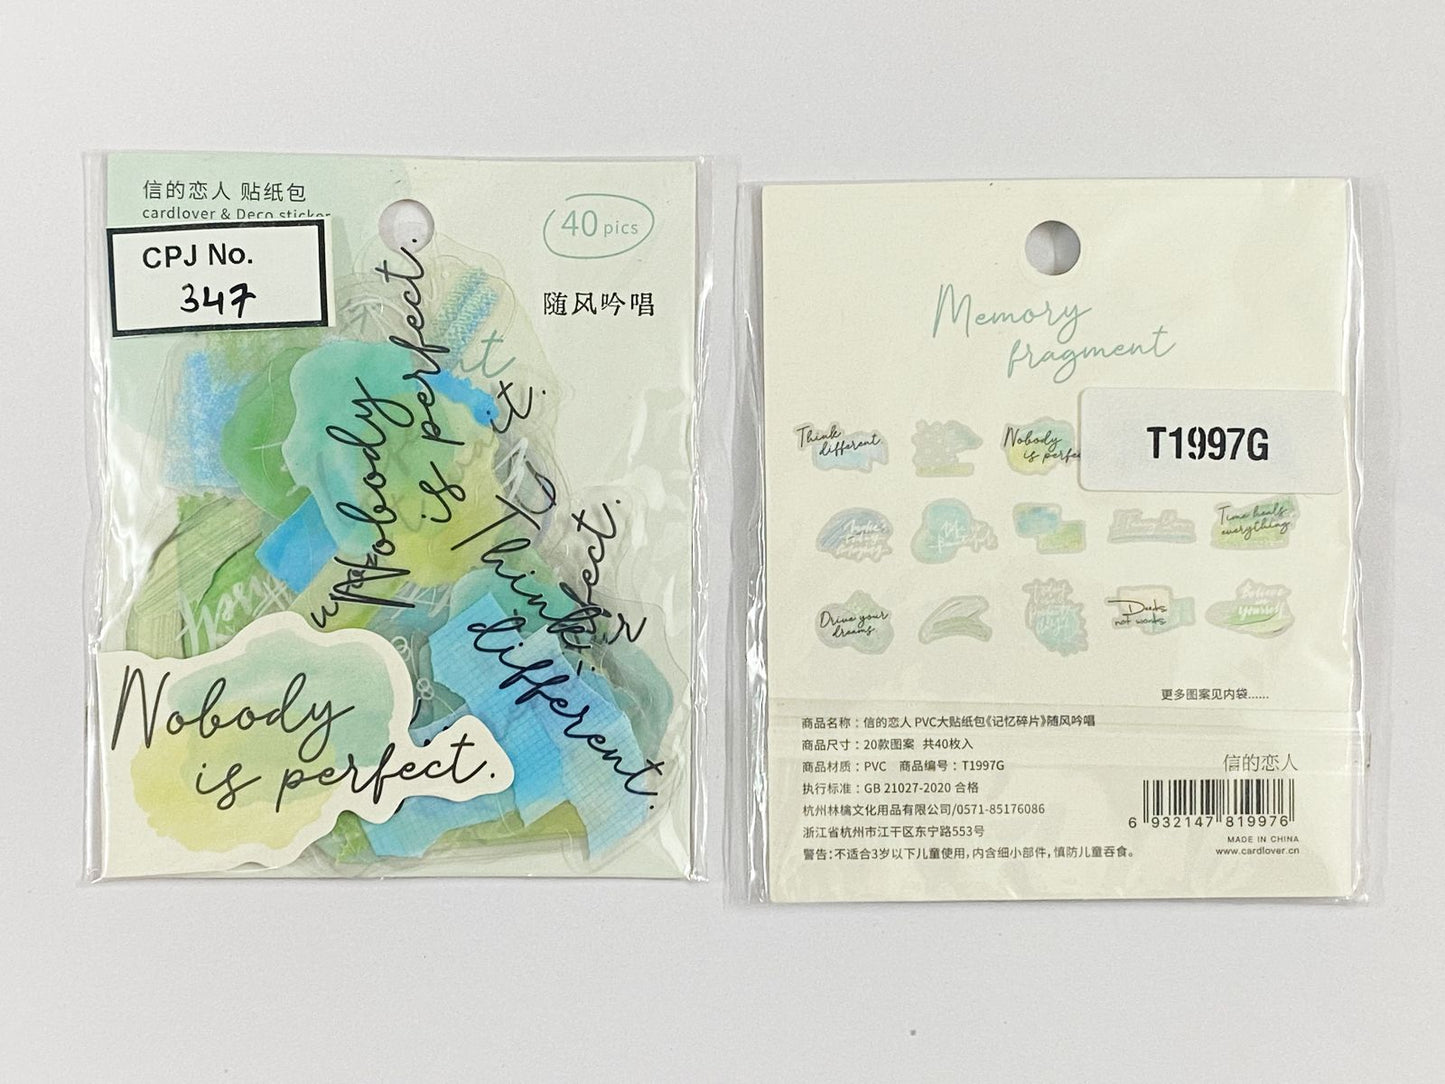 信的恋人 贴纸包
cardlover & Deco sticker
CPJ No.
347
40 pics
随风吟唱
Nobody
is perfect.
Think
different.
Nobody
is perfect.
Memory
fragment
Think
different.
Nobody
is perfec
T1997G
Time heals
everything
Drive your
dreams
Deeds
not words
Believe
yourself
更多图案见内袋......
商品名称：信的恋人 PVC大贴纸包《记忆碎片》随风吟唱
商品尺寸：20款图案 共40枚入
商品材质：PVC 商品编号：T1997G
执行标准：GB 21027-2020 合格
杭州林檎文化用品有限公司/0571-85176086
浙江省杭州市江干区东宁路553号
警告:不适合3岁以下儿童使用,内含细小部件,慎防儿童吞食。
信的恋人
6 932147 819976
MADE IN CHINA
www.cardlover.cn